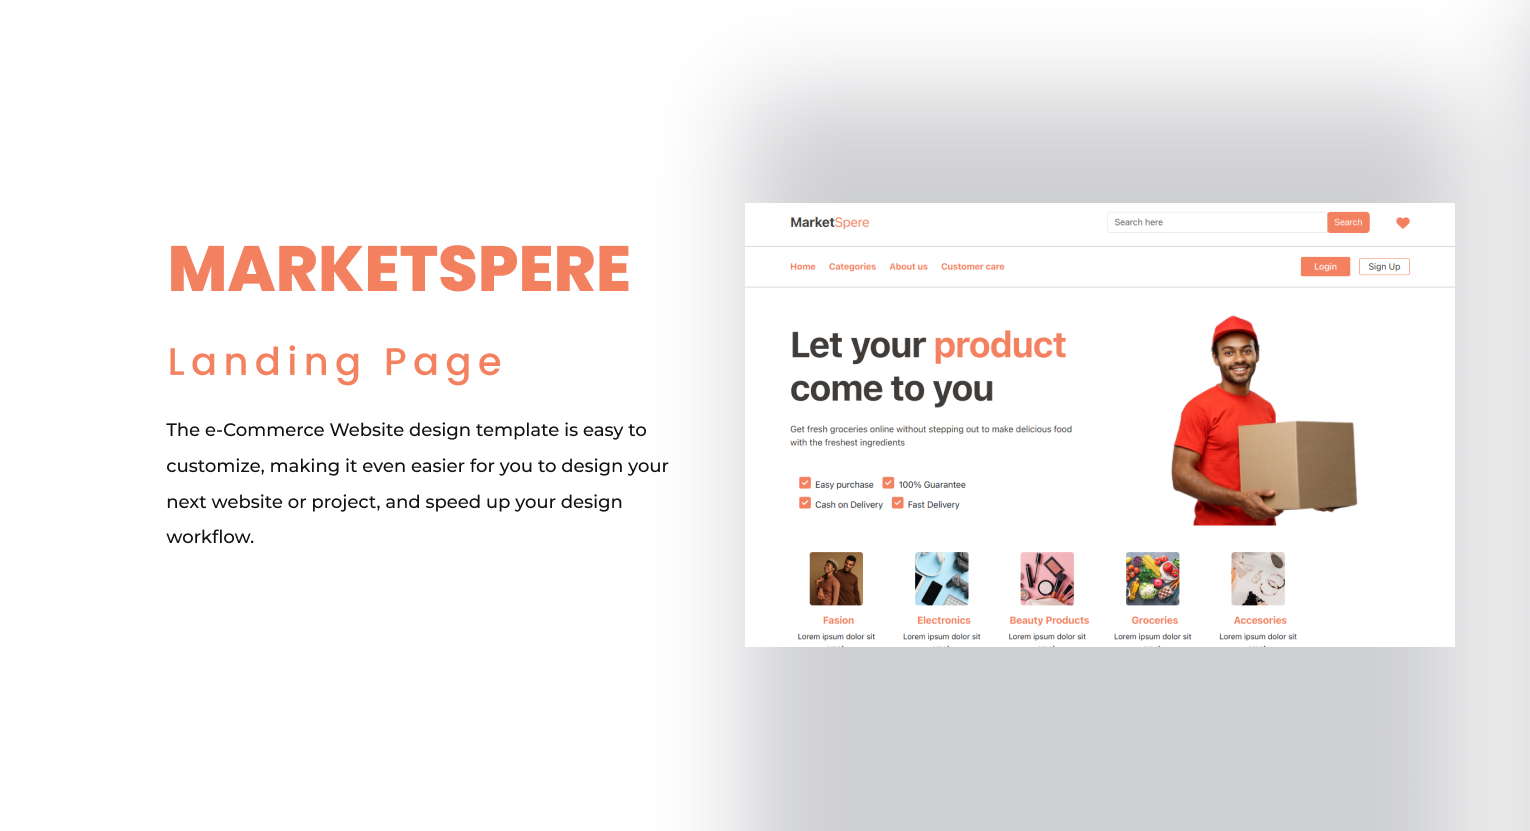 MARKETSPERE
Landing Page
The e-Commerce Website design template is easy to
customize, making it even easier for you to design your
next website or project, and speed up your design
workflow.
MarketSpere
Search here
Search
Home Categories About us Customer care
Login
Sign Up
Let your product
come to you
Get fresh groceries online without stepping out to make delicious food
with the freshest ingredients
Easy purchase 100% Guarantee
Cash on Delivery Fast Delivery
Fasion Electronics Beauty Products Groceries Accesories
Lorem ipsum dolor sit Lorem ipsum dolor sit Lorem ipsum dolor sit Lorem ipsum dolor sit Lorem ipsum dolor sit